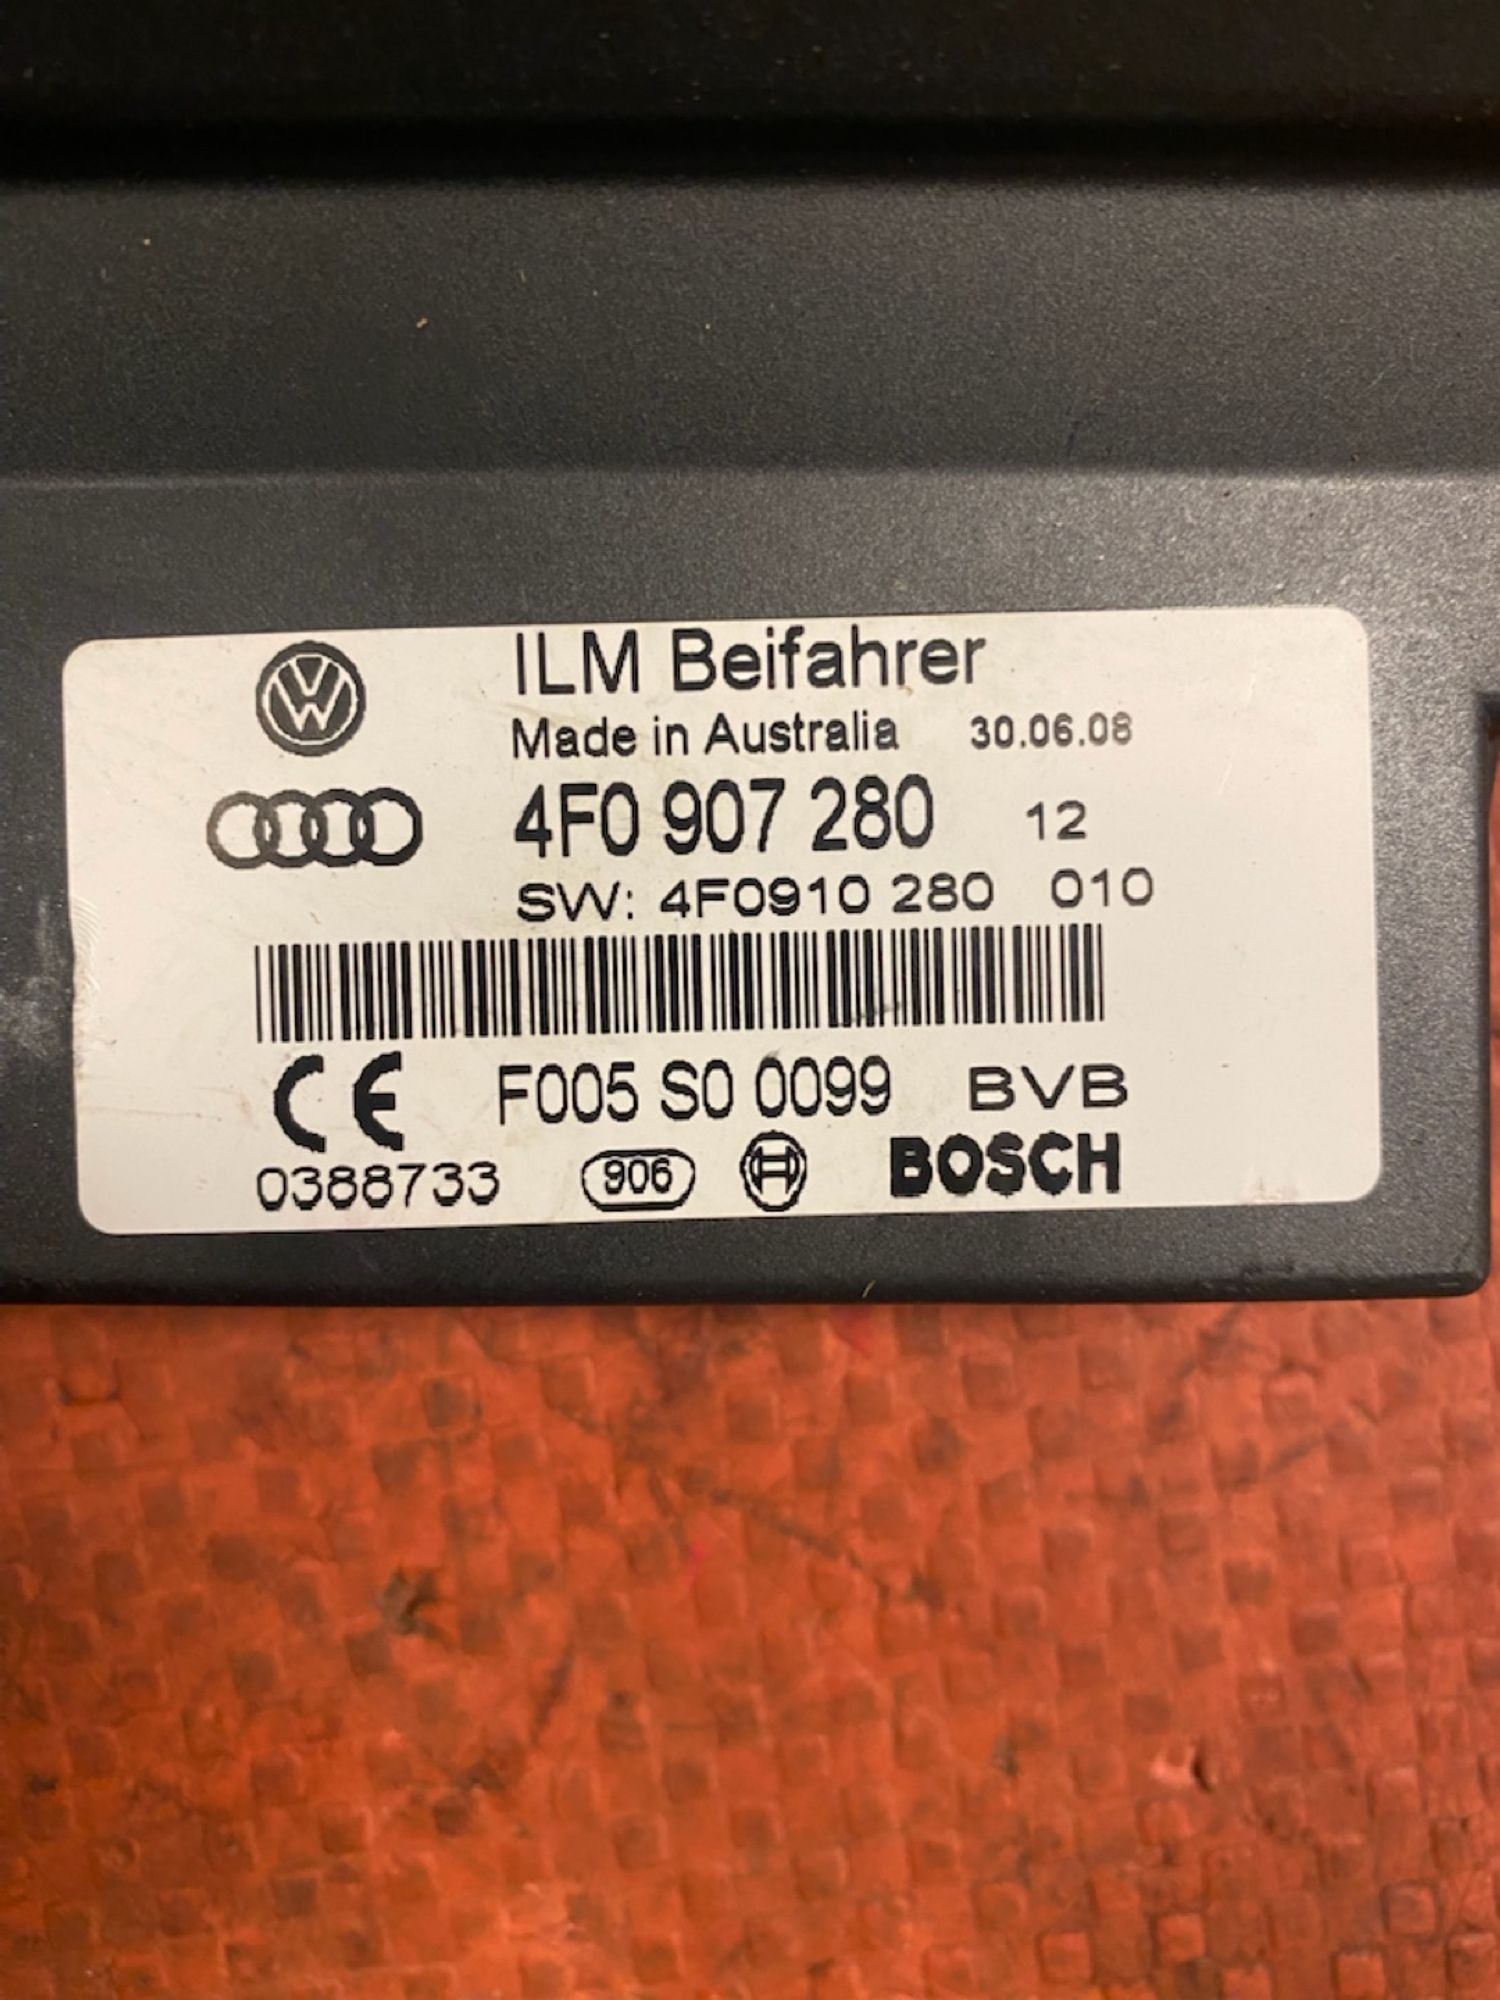 ILM Beifahrer
Made in Australia 30.06.08
4F0 907 280 12
SW: 4F0910 280 010
CE F005 S0 0099 BVB
0388733 906 BOSCH